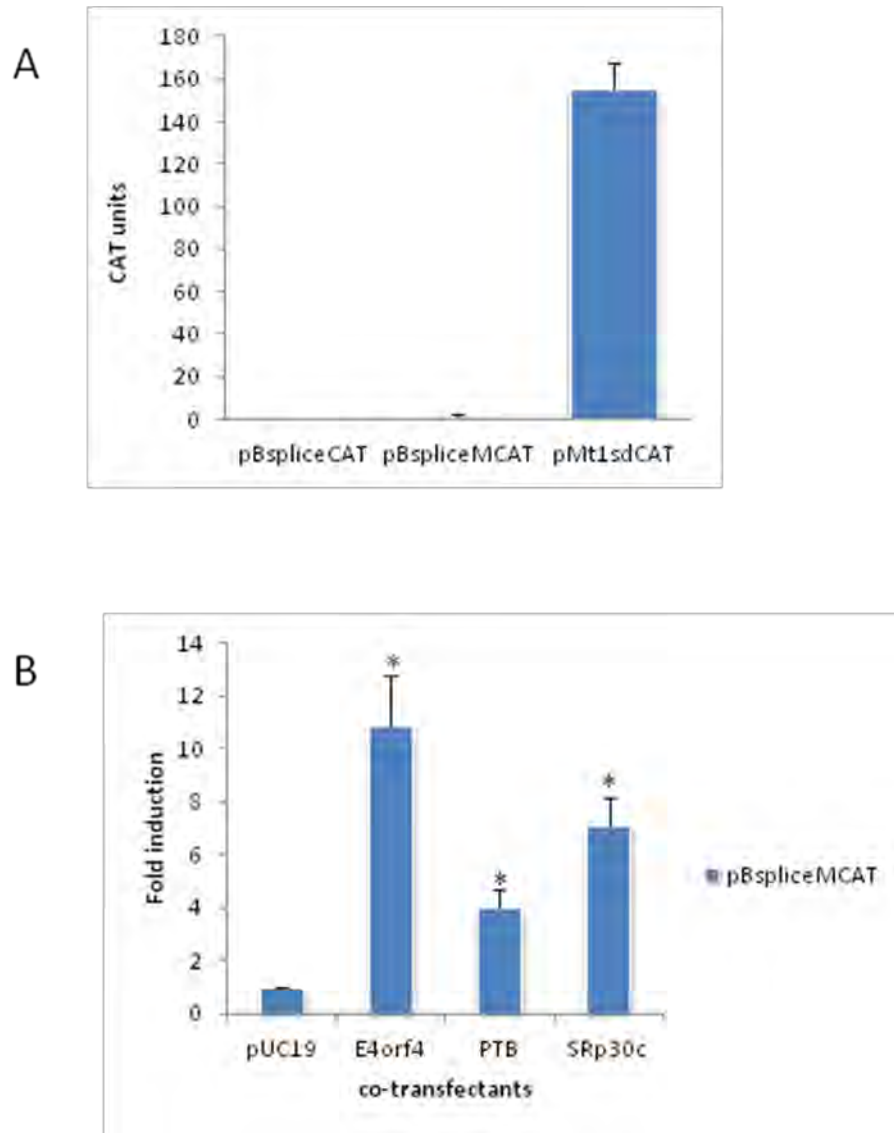 A
180
160
140
120
100
80
60
40
20
0
CAT units
pBspliceCAT pBspliceMCAT pMt1sdCAT
B
14
12
10
8
6
4
2
0
Fold induction
*
*
*
pBspliceMCAT
pUC19 E4orf4 PTB SRp30c
co-transfectants